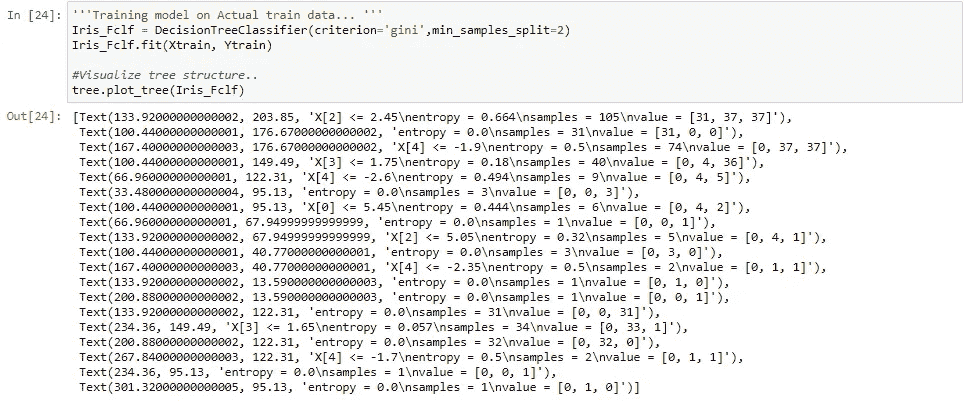 In [24]: '''Training model on Actual train data... '''
Iris_Fclf = DecisionTreeClassifier(criterion='gini',min_samples_split=2)
Iris_Fclf.fit(Xtrain, Ytrain)
#Visualize tree structure..
tree.plot_tree(Iris_Fclf)
Out[24]: [Text(133.92000000000002, 203.85, 'X[2] <= 2.45\nentropy = 0.664\nsamples = 105\nvalue = [31, 37, 37]'),
Text(100.44000000000001, 176.67000000000002, 'entropy = 0.0\nsamples = 31\nvalue = [31, 0, 0]'),
Text(167.40000000000003, 176.67000000000002, 'X[4] <= -1.9\nentropy = 0.5\nsamples = 74\nvalue = [0, 37, 37]'),
Text(100.44000000000001, 149.49, 'X[3] <= 1.75\nentropy = 0.18\nsamples = 40\nvalue = [0, 4, 36]'),
Text(66.96000000000001, 122.31, 'X[4] <= -2.6\nentropy = 0.494\nsamples = 9\nvalue = [0, 4, 5]'),
Text(33.480000000000004, 95.13, 'entropy = 0.0\nsamples = 3\nvalue = [0, 0, 3]'),
Text(100.44000000000001, 95.13, 'X[0] <= 5.45\nentropy = 0.444\nsamples = 6\nvalue = [0, 4, 2]'),
Text(66.96000000000001, 67.94999999999999, 'entropy = 0.0\nsamples = 1\nvalue = [0, 0, 1]'),
Text(133.92000000000002, 67.94999999999999, 'X[2] <= 5.05\nentropy = 0.32\nsamples = 5\nvalue = [0, 4, 1]'),
Text(100.44000000000001, 40.77000000000001, 'entropy = 0.0\nsamples = 3\nvalue = [0, 3, 0]'),
Text(167.40000000000003, 40.77000000000001, 'X[4] <= -2.35\nentropy = 0.5\nsamples = 2\nvalue = [0, 1, 1]'),
Text(133.92000000000002, 13.590000000000003, 'entropy = 0.0\nsamples = 1\nvalue = [0, 1, 0]'),
Text(200.88000000000002, 13.590000000000003, 'entropy = 0.0\nsamples = 1\nvalue = [0, 0, 1]'),
Text(133.92000000000002, 122.31, 'entropy = 0.0\nsamples = 31\nvalue = [0, 0, 31]'),
Text(234.36, 149.49, 'X[3] <= 1.65\nentropy = 0.057\nsamples = 34\nvalue = [0, 33, 1]'),
Text(200.88000000000002, 122.31, 'entropy = 0.0\nsamples = 32\nvalue = [0, 32, 0]'),
Text(267.84000000000003, 122.31, 'X[4] <= -1.7\nentropy = 0.5\nsamples = 2\nvalue = [0, 1, 1]'),
Text(234.36, 95.13, 'entropy = 0.0\nsamples = 1\nvalue = [0, 0, 1]'),
Text(301.32000000000005, 95.13, 'entropy = 0.0\nsamples = 1\nvalue = [0, 1, 0]')]